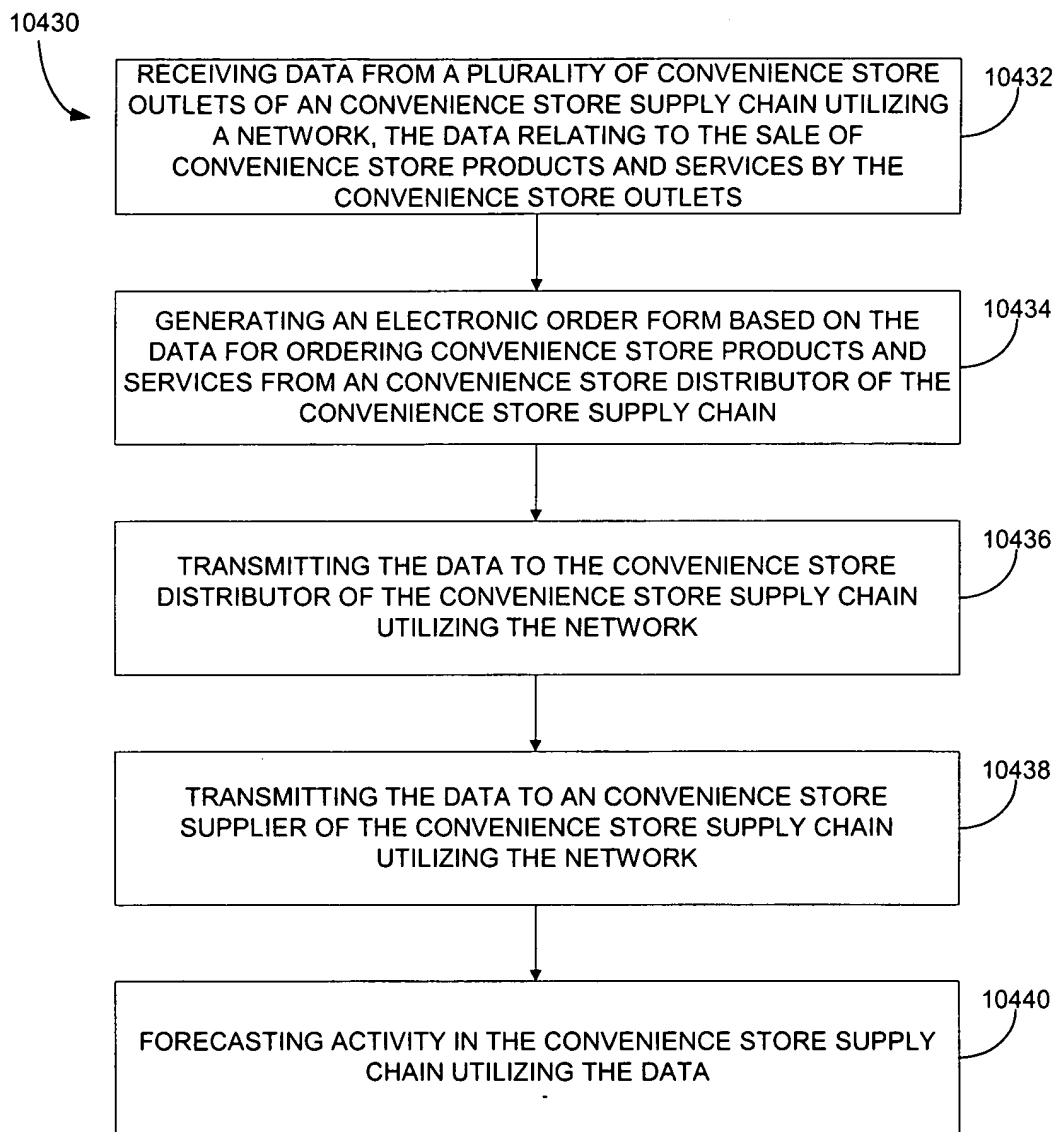 10430
RECEIVING DATA FROM A PLURALITY OF CONVENIENCE STORE
OUTLETS OF AN CONVENIENCE STORE SUPPLY CHAIN UTILIZING
A NETWORK, THE DATA RELATING TO THE SALE OF
CONVENIENCE STORE PRODUCTS AND SERVICES BY THE
CONVENIENCE STORE OUTLETS
10432
GENERATING AN ELECTRONIC ORDER FORM BASED ON THE
DATA FOR ORDERING CONVENIENCE STORE PRODUCTS AND
SERVICES FROM AN CONVENIENCE STORE DISTRIBUTOR OF THE
CONVENIENCE STORE SUPPLY CHAIN
10434
TRANSMITTING THE DATA TO THE CONVENIENCE STORE
DISTRIBUTOR OF THE CONVENIENCE STORE SUPPLY CHAIN
UTILIZING THE NETWORK
10436
TRANSMITTING THE DATA TO AN CONVENIENCE STORE
SUPPLIER OF THE CONVENIENCE STORE SUPPLY CHAIN
UTILIZING THE NETWORK
10438
FORECASTING ACTIVITY IN THE CONVENIENCE STORE SUPPLY
CHAIN UTILIZING THE DATA
10440